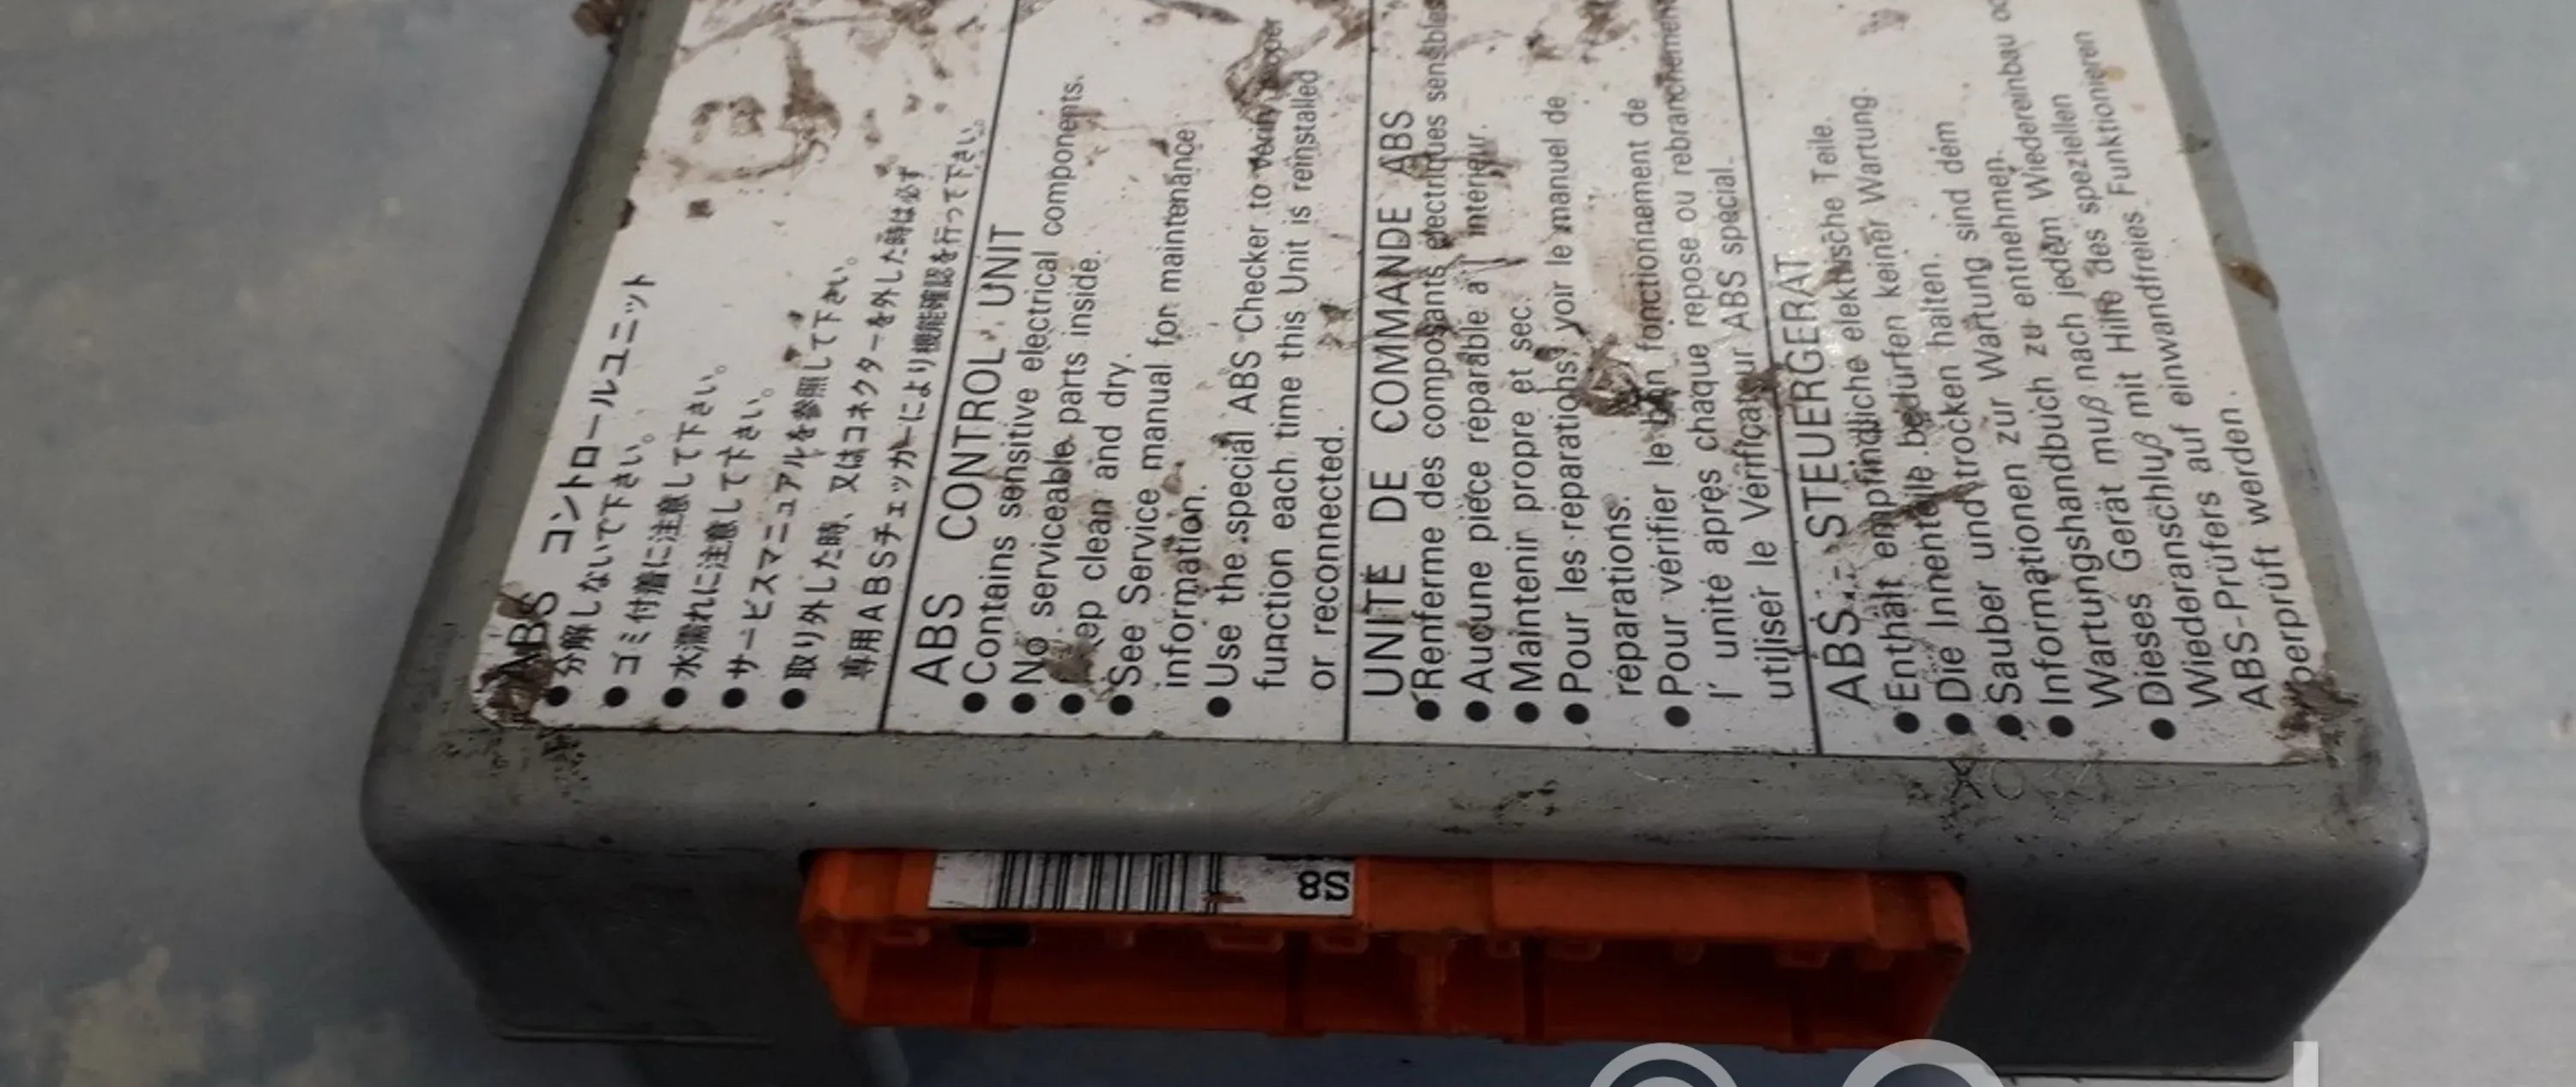 ABS コントロールユニット
●分解しないで下さい。
●ゴミ付着に注意して下さい。
●水濡れに注意して下さい。
●サービスマニュアルを参照して下さい。
●取り外した時、又はコネクターを外した時は必ず
専用ABSチェッカーにより機能確認を行って下さい。
ABS CONTROL UNIT
●Contains sensitive electrical components.
●No serviceable parts inside.
●Keep clean and dry.
●See Service manual for maintenance
information.
●Use the special ABS Checker to verify proper
function each time this Unit is reinstalled
or reconnected.
UNITÉ DE COMMANDE ABS
●Renferme des composants électriques sensibles
●Aucune pièce réparable à l' intérieur.
●Maintenir propre et sec.
●Pour les réparations, voir le manuel de
réparations.
●Pour vérifier le bon fonctionnement de
l' unité après chaque repose ou rebranchement
utiliser le Vérificateur ABS spécial.
ABS - STEUERGERÄT
●Enthält empfindliche elektrische Teile.
●Die Innenteile bedürfen keiner Wartung.
●Sauber und trocken halten.
●Informationen zur Wartung sind dem
Wartungshandbuch zu entnehmen.
●Dieses Gerät muß nach jedem Wiedereinbau
Wiederanschluß mit Hilfe des speziellen
ABS-Prüfers auf einwandfreies Funktionieren
überprüft werden.
S8